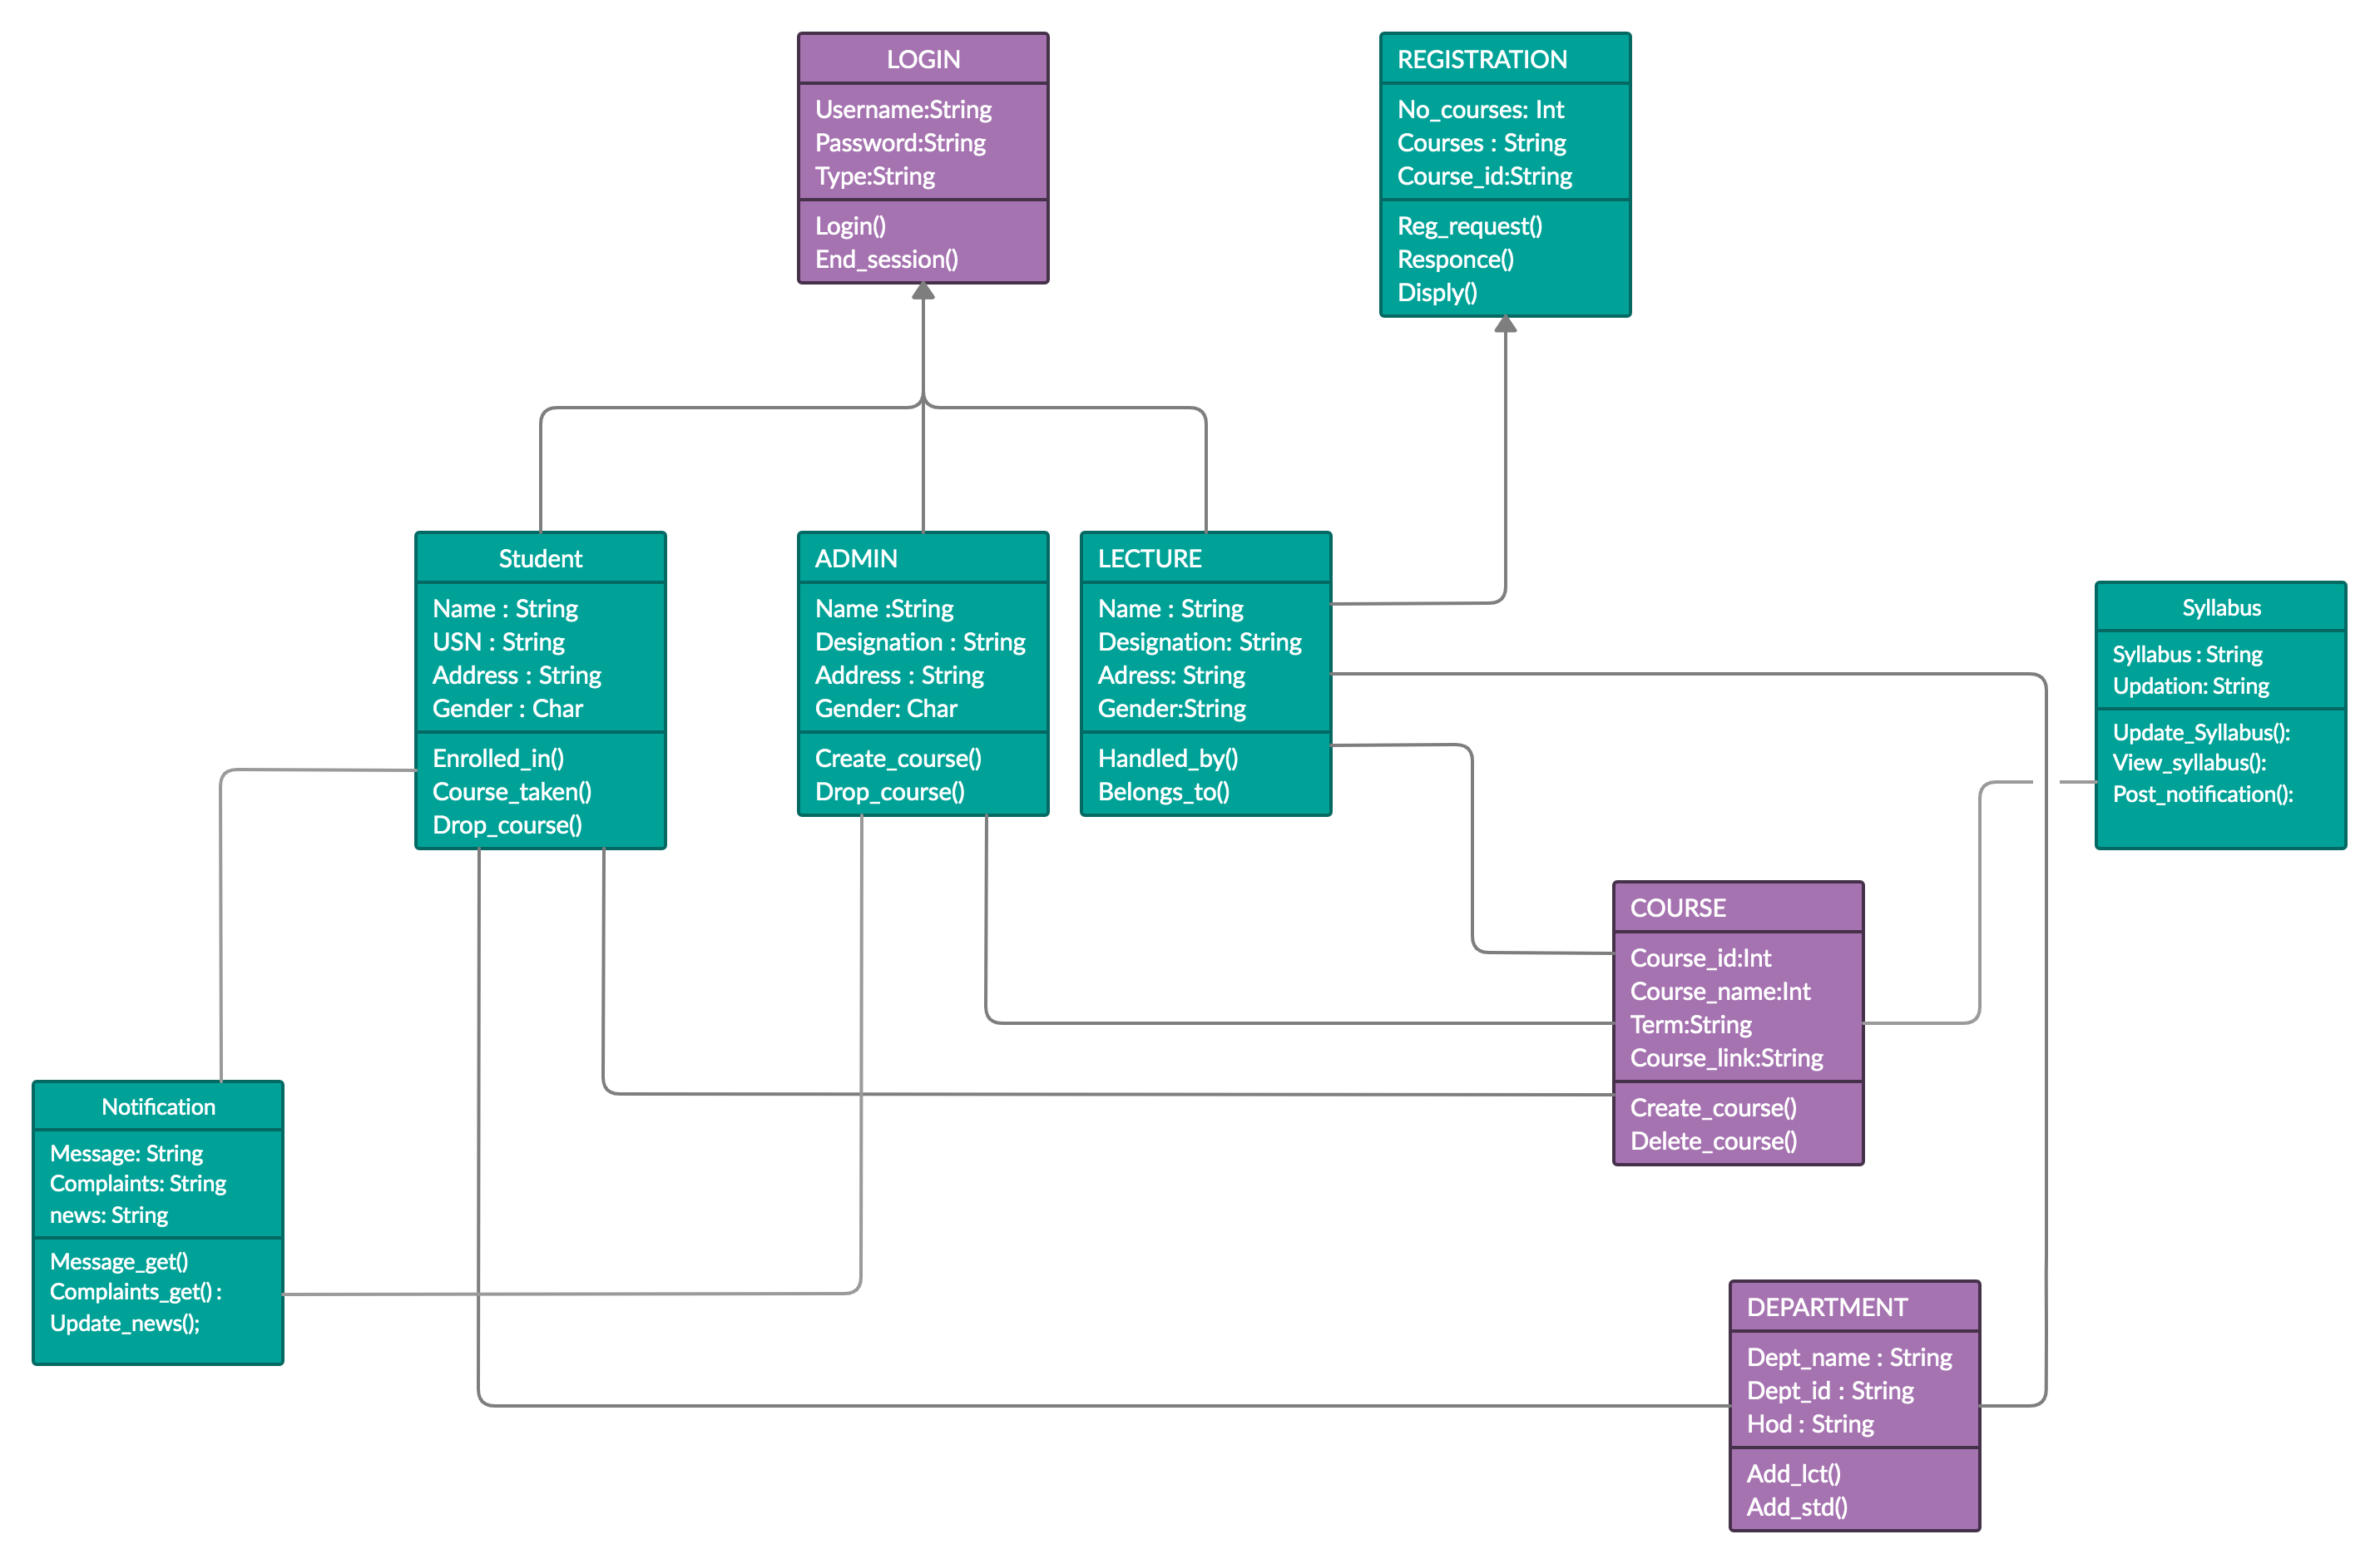 LOGIN
Username:String
Password:String
Type:String
Login()
End_session()
REGISTRATION
No_courses: Int
Courses : String
Course_id:String
Reg_request()
Responce()
Disply()
Student
Name : String
USN : String
Address : String
Gender : Char
Enrolled_in()
Course_taken()
Drop_course()
ADMIN
Name :String
Designation : String
Address : String
Gender: Char
Create_course()
Drop_course()
LECTURE
Name : String
Designation: String
Adress: String
Gender:String
Handled_by()
Belongs_to()
Syllabus
Syllabus : String
Updation: String
Update_Syllabus():
View_syllabus():
Post_notification():
COURSE
Course_id:Int
Course_name:Int
Term:String
Course_link:String
Create_course()
Delete_course()
Notification
Message: String
Complaints: String
news: String
Message_get()
Complaints_get() :
Update_news();
DEPARTMENT
Dept_name : String
Dept_id : String
Hod : String
Add_lct()
Add_std()